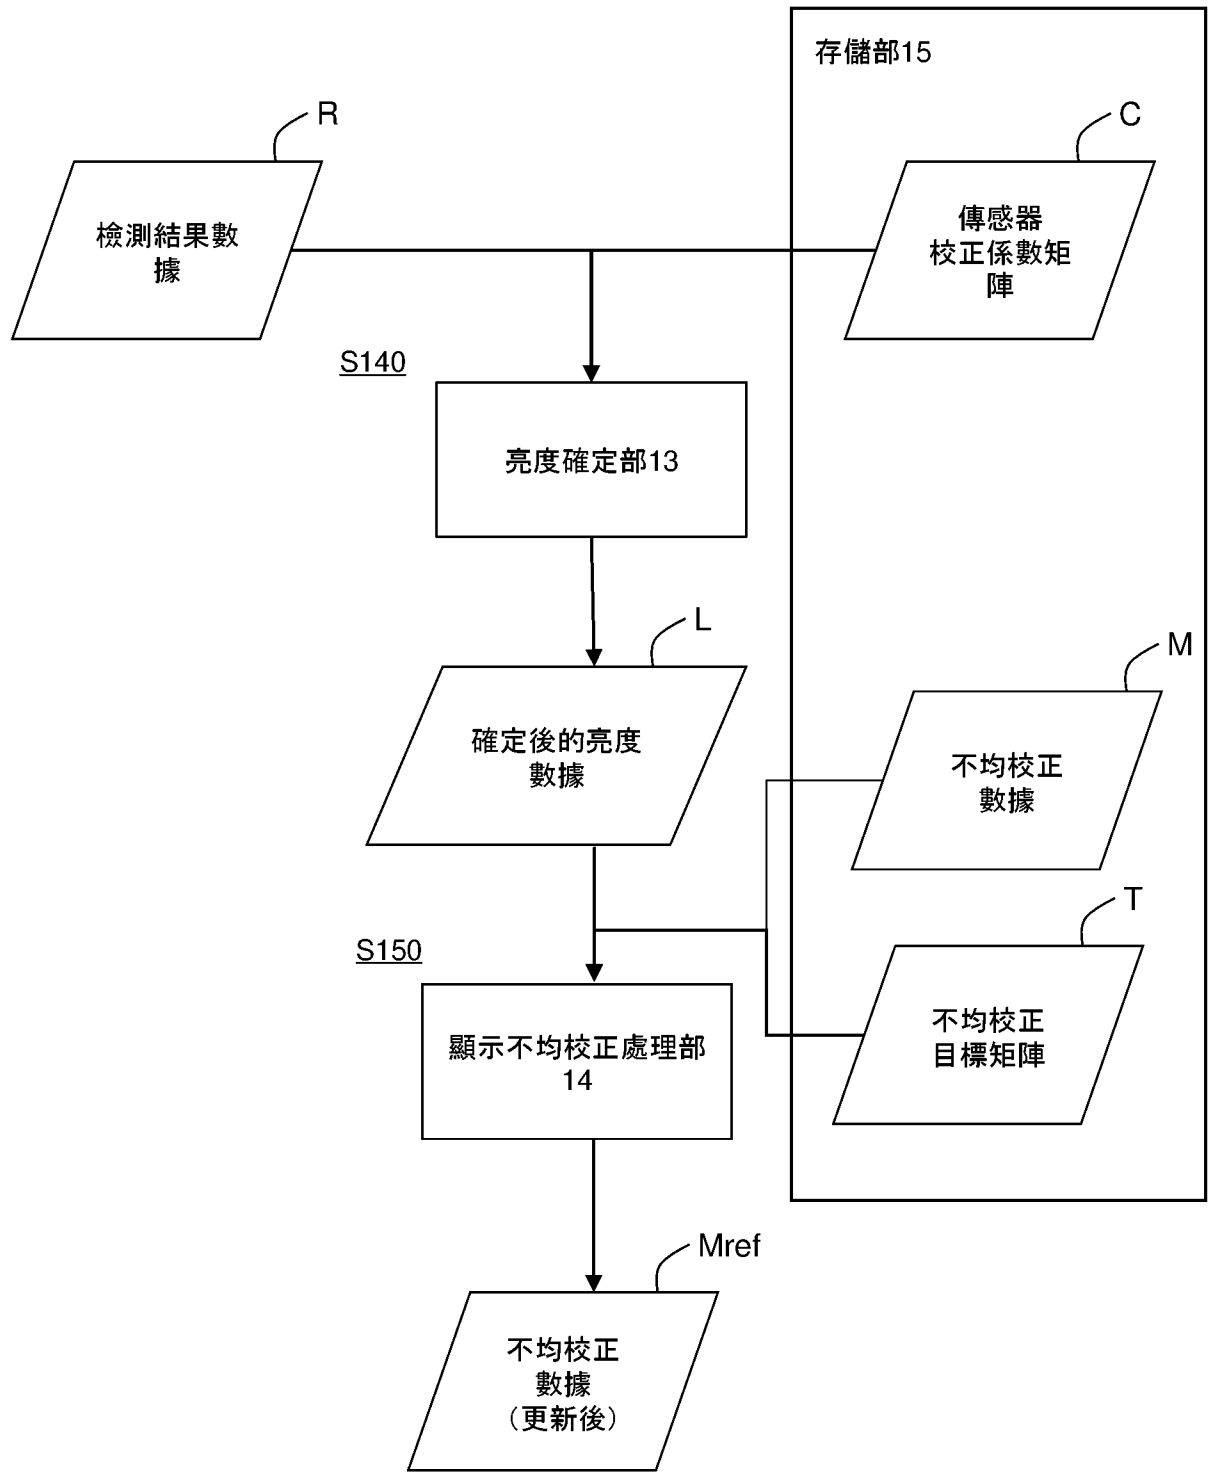 存儲部15
R
C
檢測結果數
據
傳感器
校正係數矩
陣
S140
亮度確定部13
L
M
確定後的亮度
數據
不均校正
數據
T
S150
不均校正
目標矩陣
顯示不均校正處理部
14
Mref
不均校正
數據
（更新後）